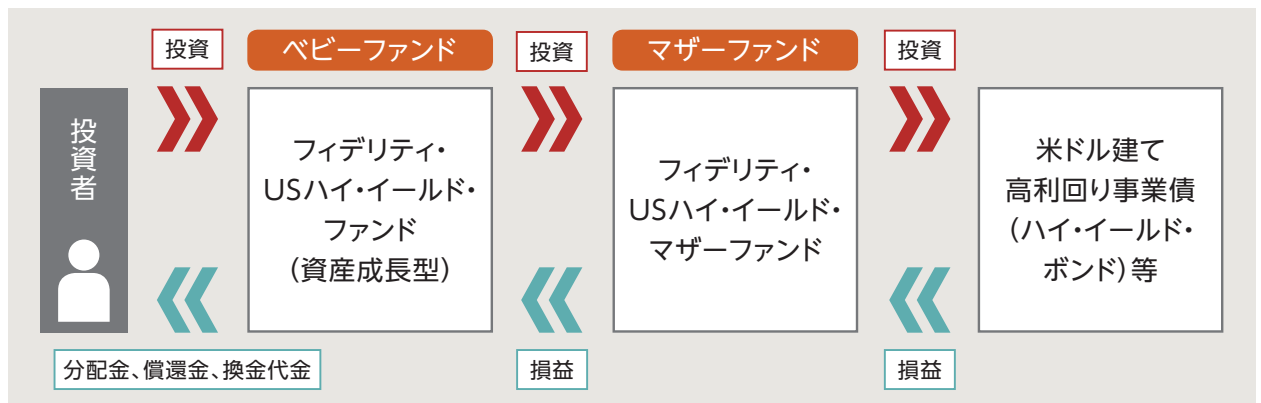 投資
ベビーファンド
投資
マザーファンド
投資
投資者
フィデリティ・
USハイ・イールド・
ファンド
(資産成長型)
フィデリティ・
USハイ・イールド・
マザーファンド
米ドル建て
高利回り事業債
(ハイ・イールド・
ボンド)等
分配金、償還金、換金代金
損益
損益